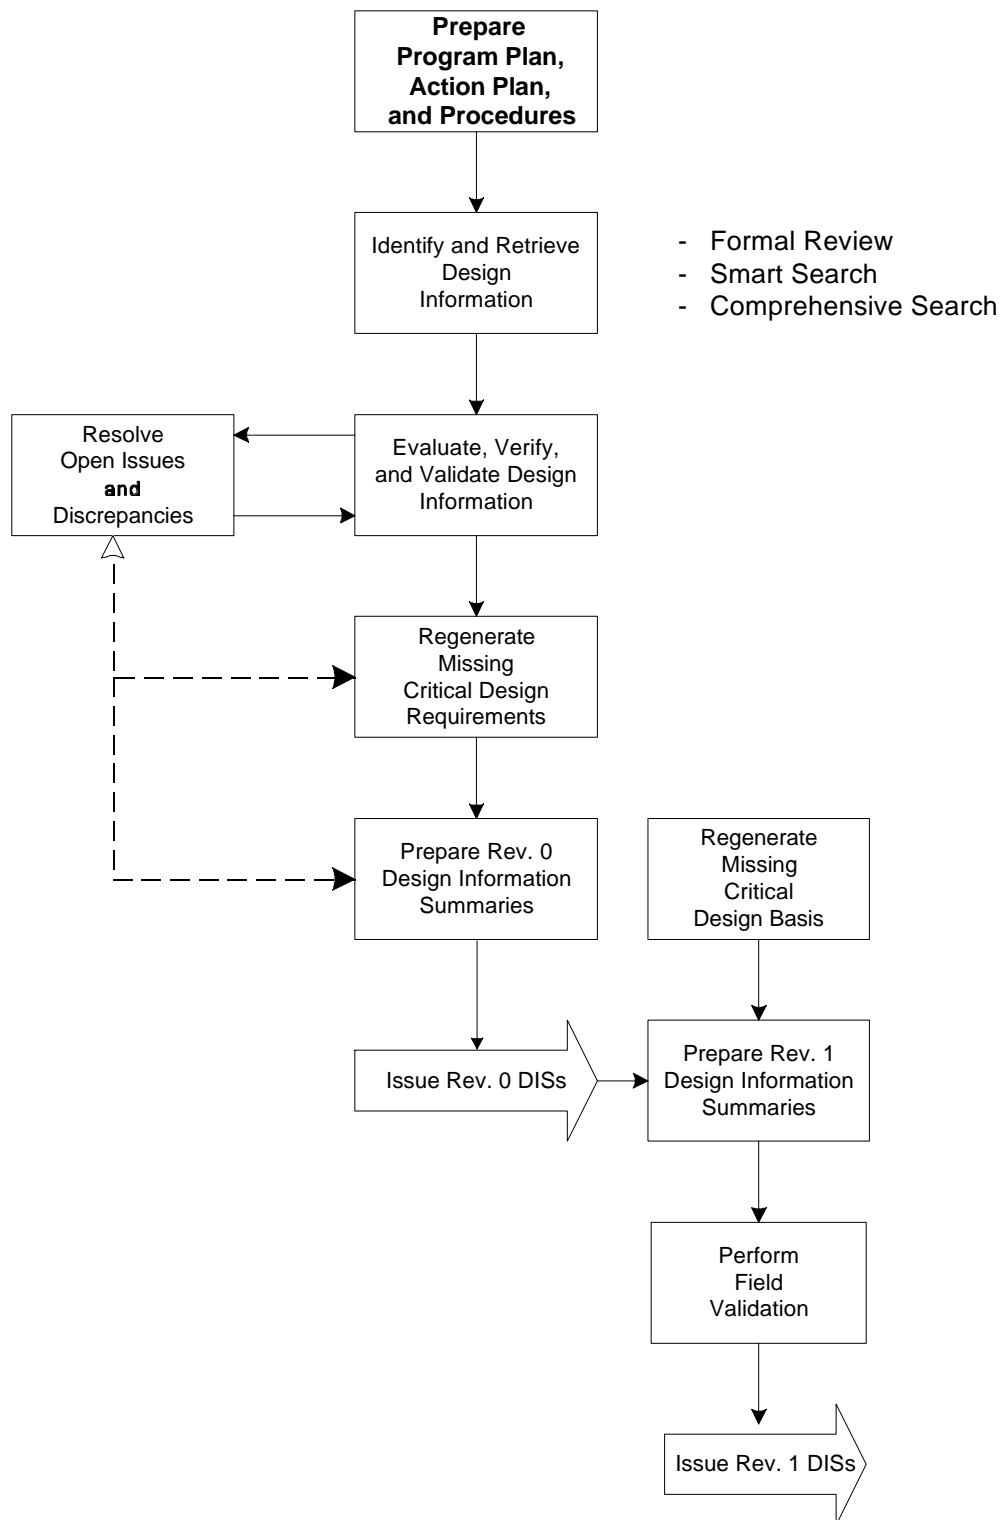 Prepare
Program Plan,
Action Plan,
and Procedures
Identify and Retrieve
Design
Information
- Formal Review
- Smart Search
- Comprehensive Search
Resolve
Open Issues
and
Discrepancies
Evaluate, Verify,
and Validate Design
Information
Regenerate
Missing
Critical Design
Requirements
Prepare Rev. 0
Design Information
Summaries
Regenerate
Missing
Critical
Design Basis
Issue Rev. 0 DISs
Prepare Rev. 1
Design Information
Summaries
Perform
Field
Validation
Issue Rev. 1 DISs